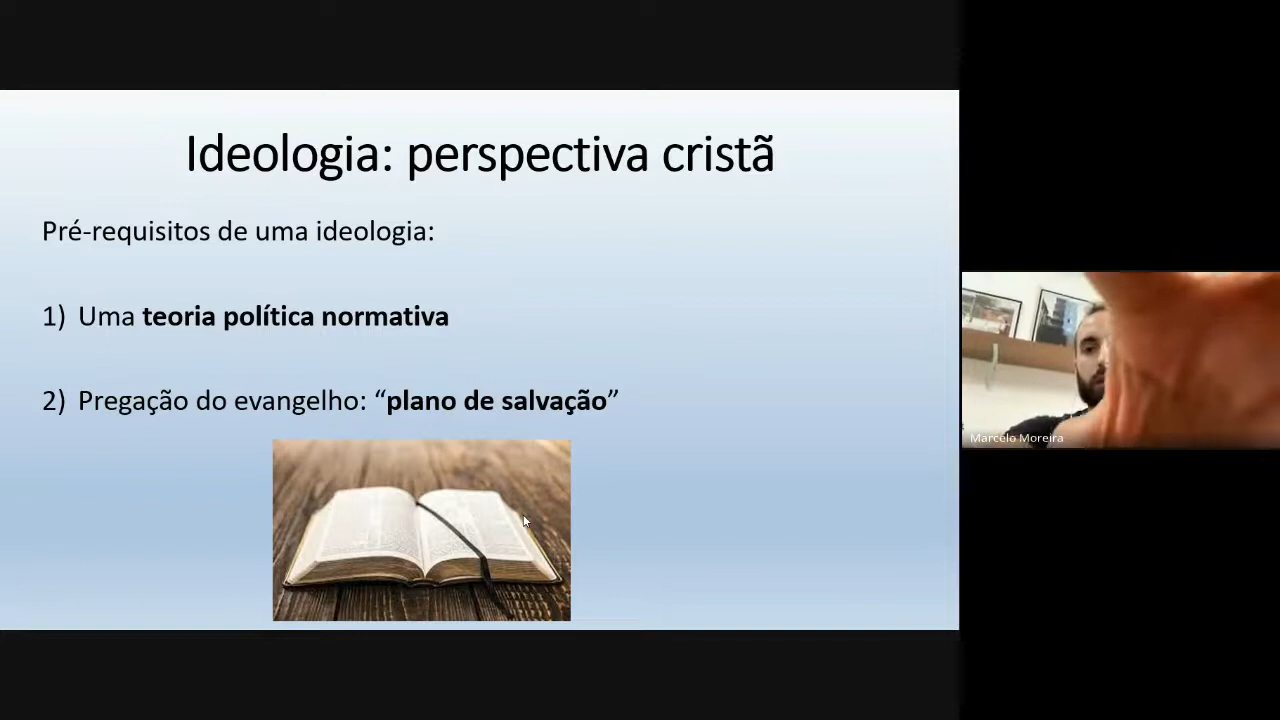 Ideologia: perspectiva cristã
Pré-requisitos de uma ideologia:
1) Uma teoria política normativa
2) Pregação do evangelho: “plano de salvação”
Marcelo Moreira